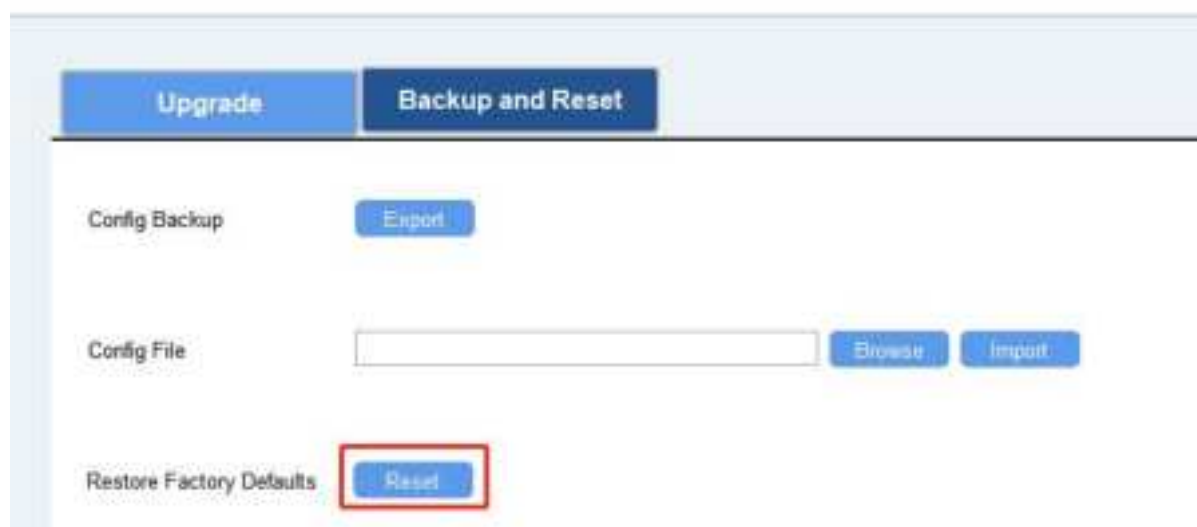 Upgrade Backup and Reset
Config Backup Export
Config File Browse Import
Restore Factory Defaults Reset